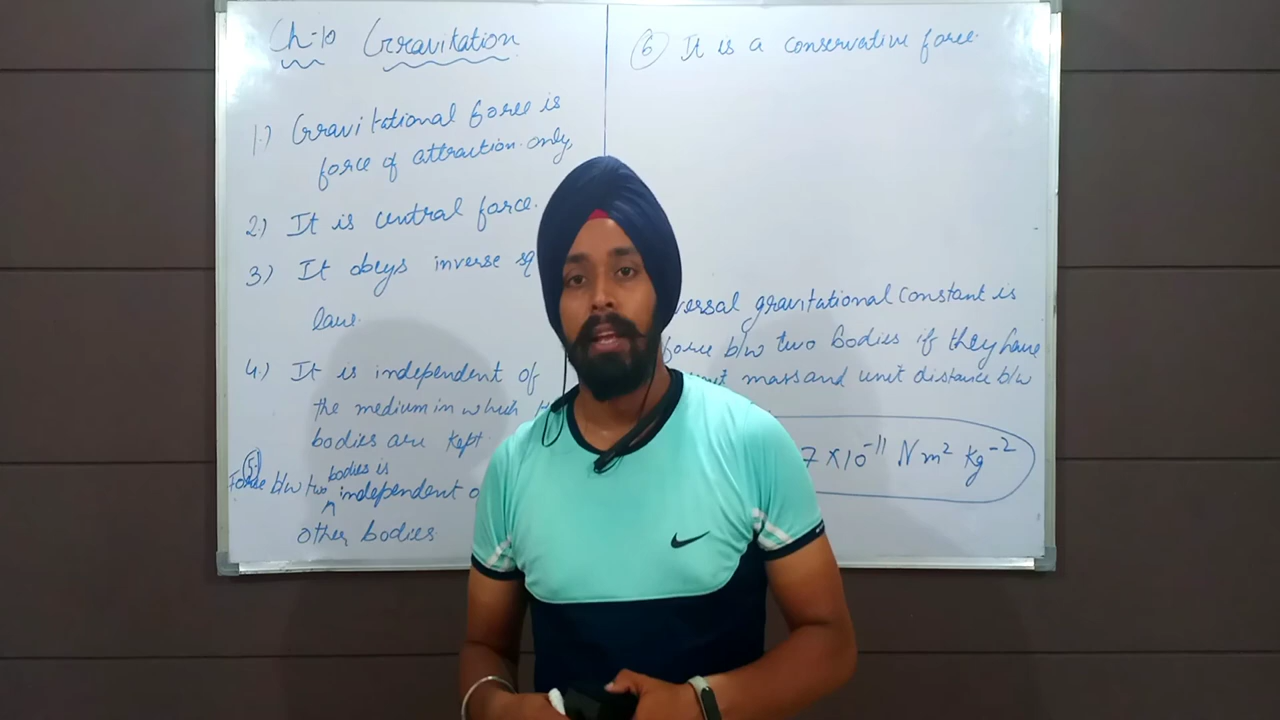 Ch-10 Gravitation
1.) Gravitational force is
force of attraction only,
2.) It is central force.
3) It obeys inverse sq
law.
4.) It is independent of
the medium in which
bodies are kept.
5.)
bodies is
Force b/w two ^ independent o
other bodies
6 It is a conservative force.
versal gravitational constant is
force b/w two bodies if they have
unit mass and unit distance b/w
7 × 10⁻¹¹ Nm² Kg⁻²